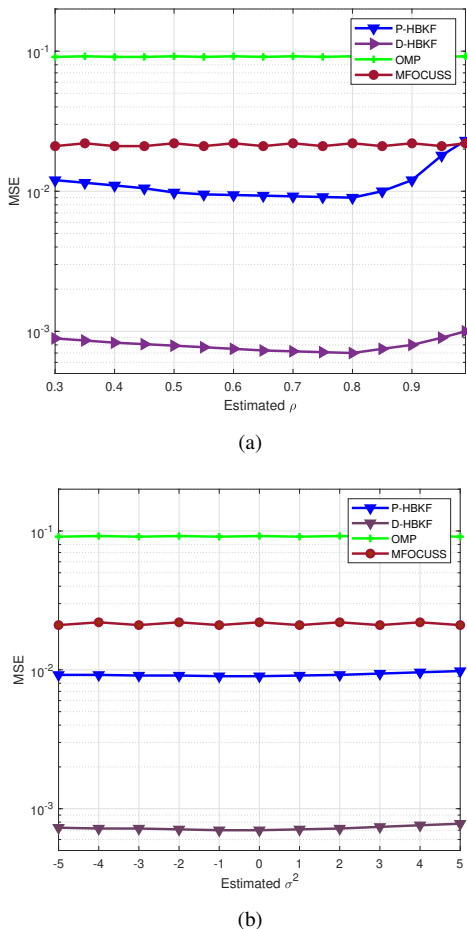 P-HBKF
D-HBKF
OMP
MFOCUSS
10^-1
10^-2
10^-3
MSE
0.3 0.4 0.5 0.6 0.7 0.8 0.9
Estimated ρ
(a)
P-HBKF
D-HBKF
OMP
MFOCUSS
10^-1
10^-2
10^-3
MSE
-5 -4 -3 -2 -1 0 1 2 3 4 5
Estimated σ^2
(b)